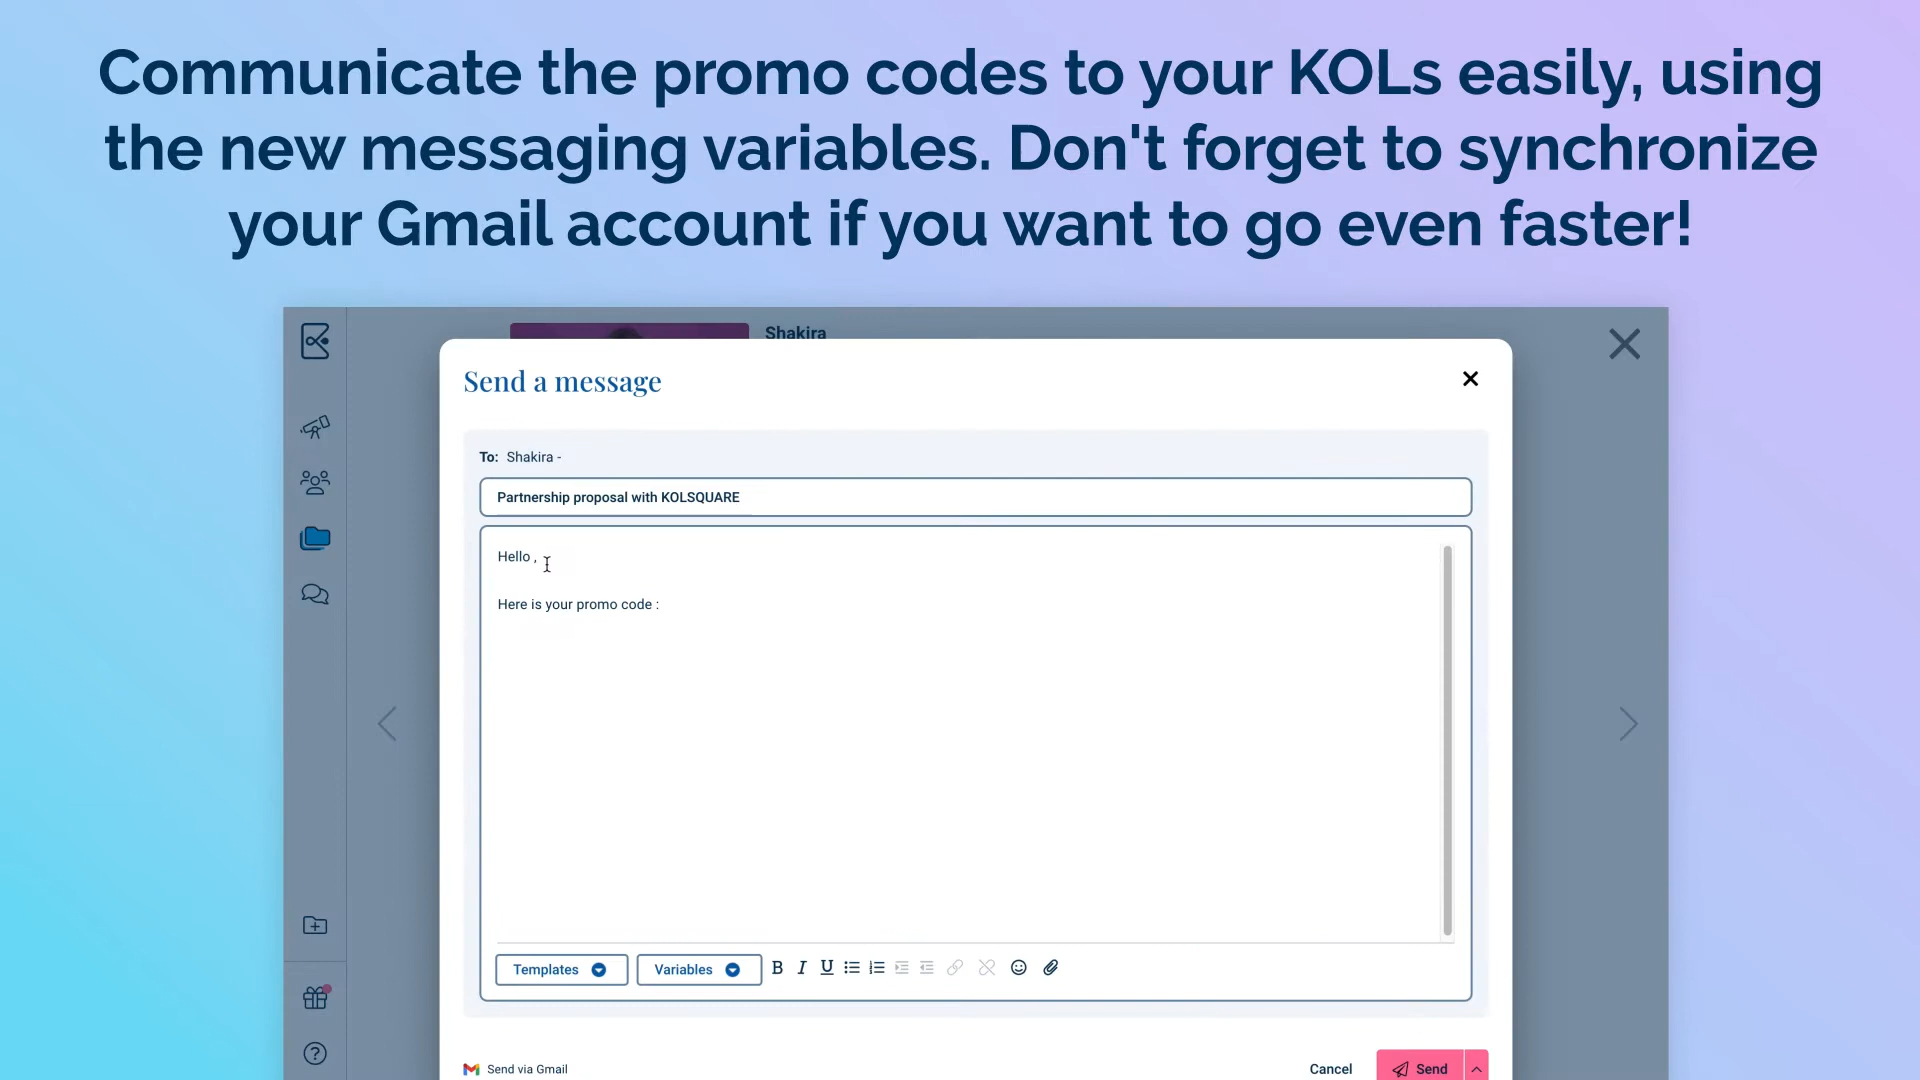 Communicate the promo codes to your KOLs easily, using
the new messaging variables. Don't forget to synchronize
your Gmail account if you want to go even faster!
Shakira
Send a message
To: Shakira -
Partnership proposal with KOLSQUARE
Hello ,
Here is your promo code :
Templates
Variables
B I U
Send via Gmail
Cancel
Send